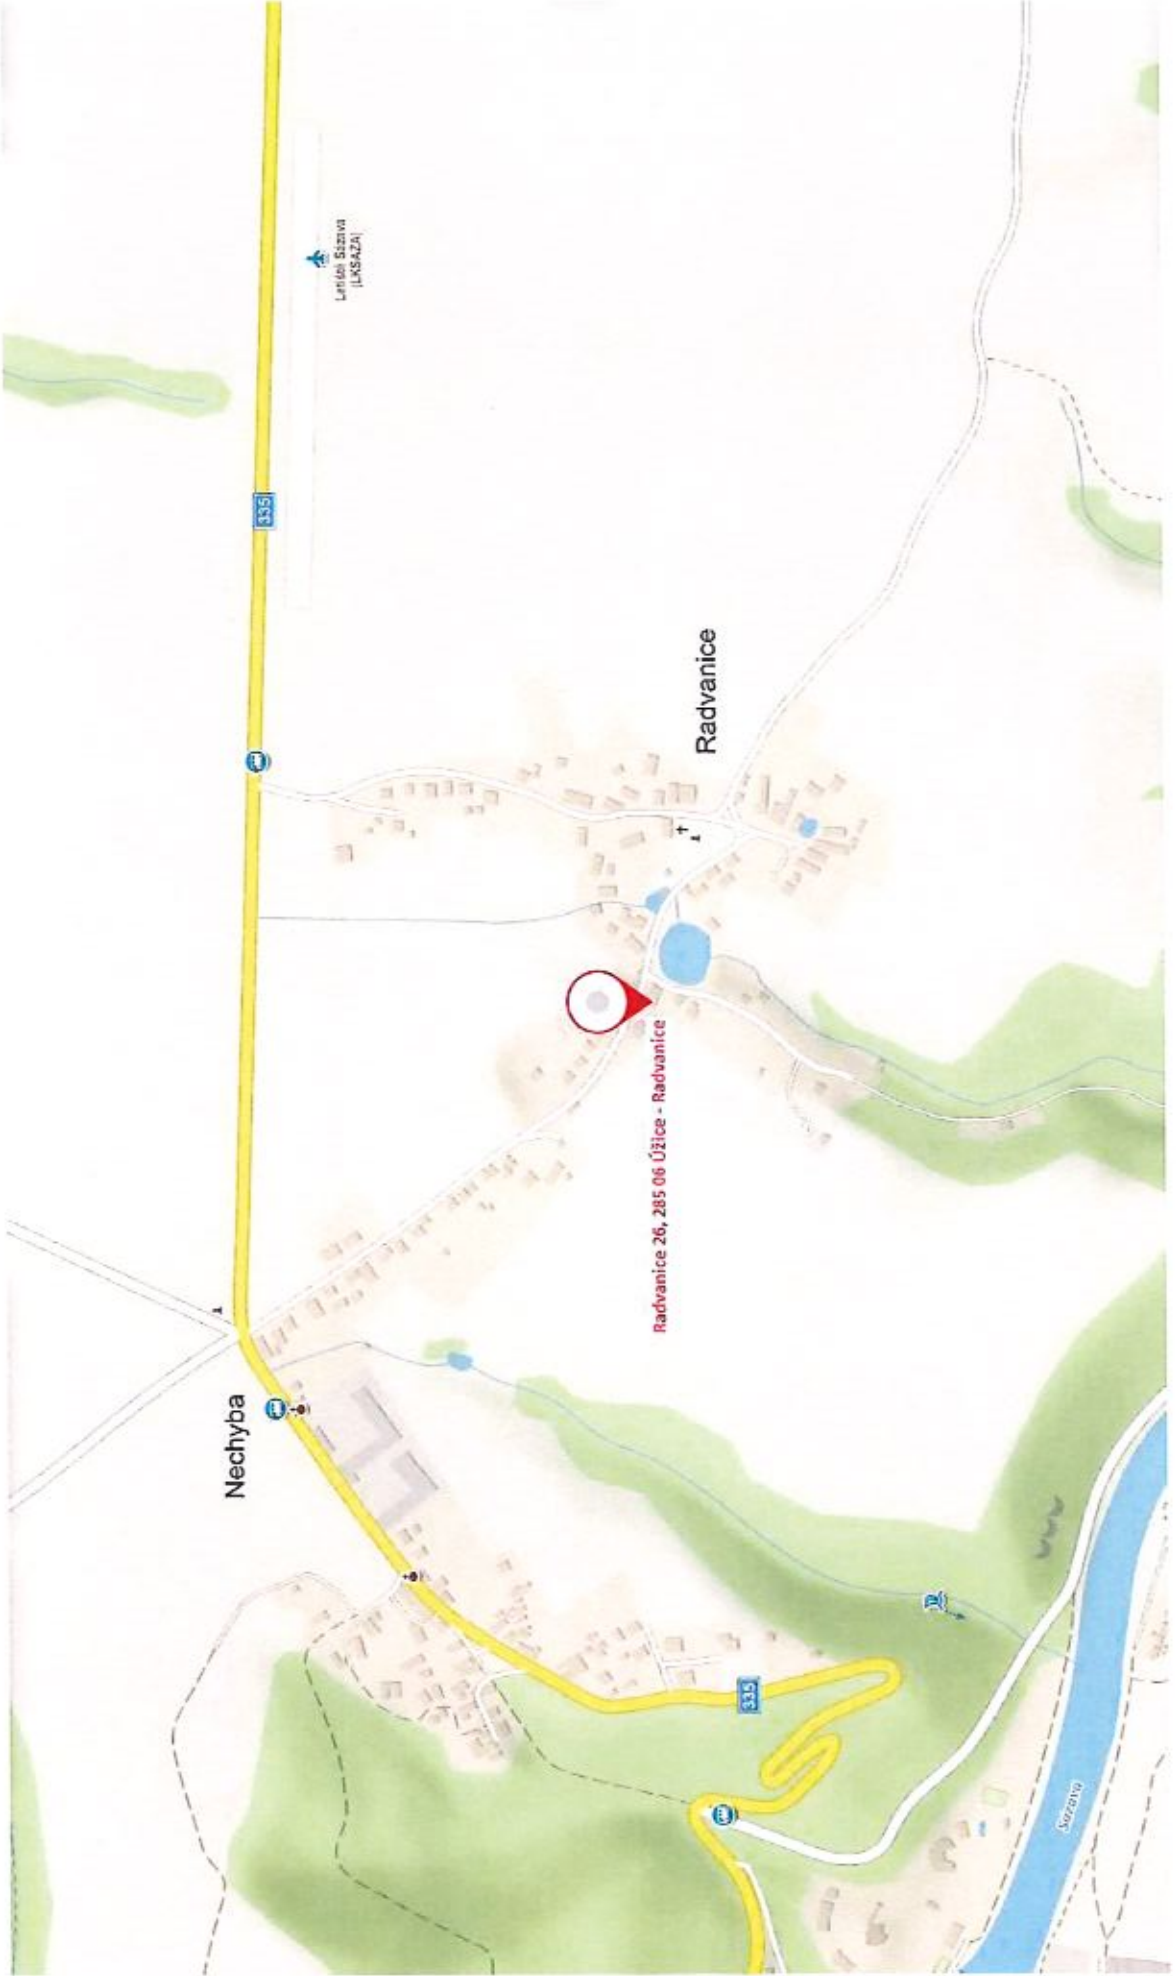 Nechyba
335
335
Radvanice 26, 285 06 Úžice - Radvanice
Radvanice
Letiště Sázava
[LKSAZA]
Sázava